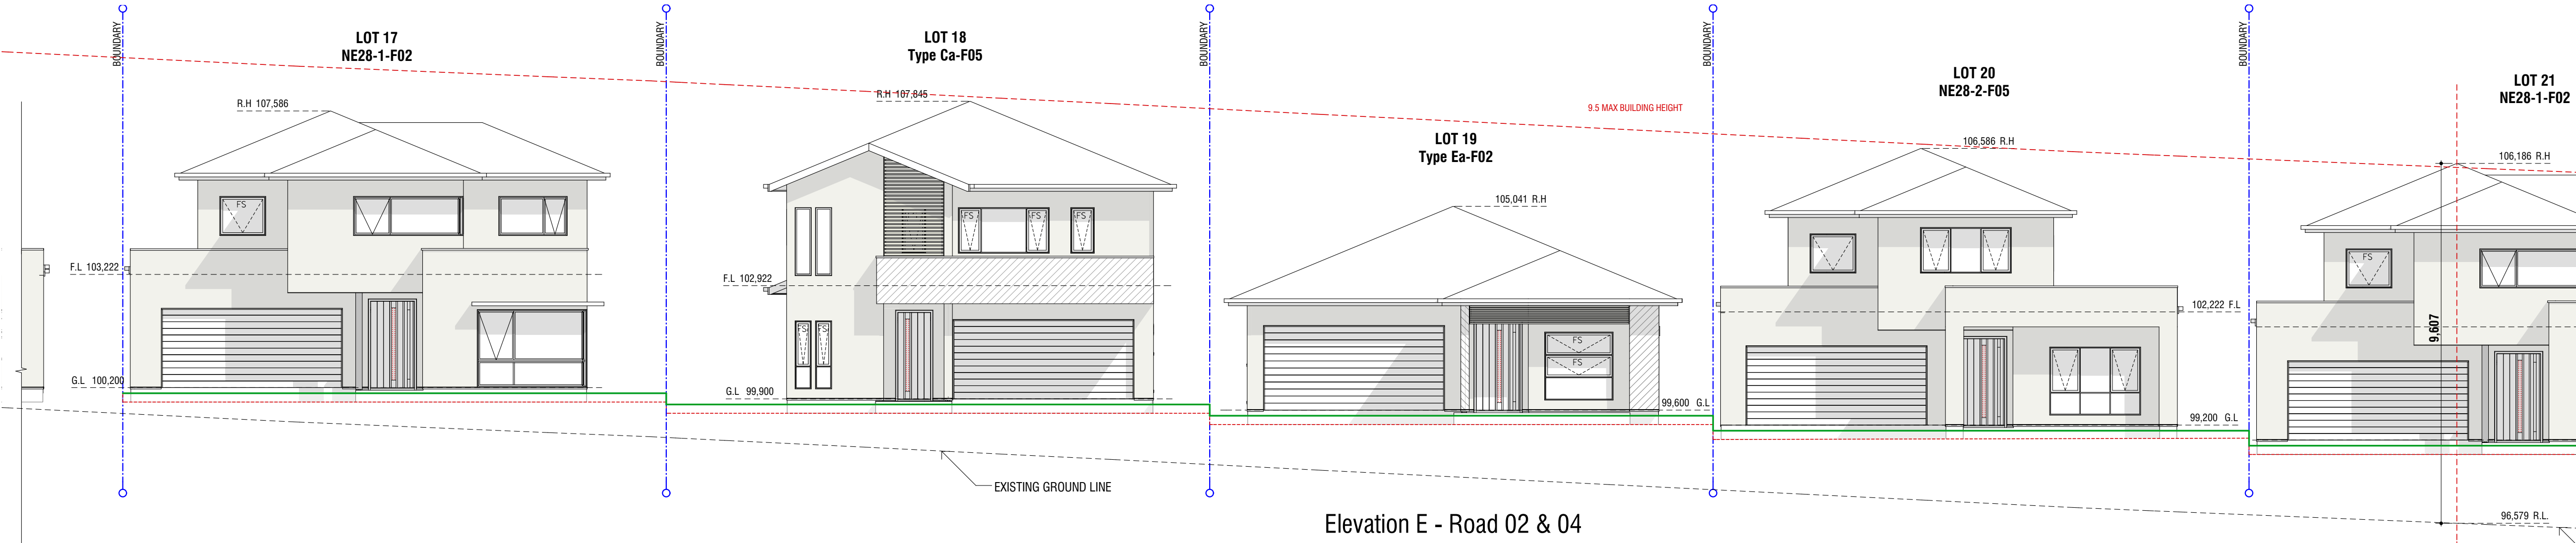 BOUNDARY
LOT 17
NE28-1-F02
R.H 107,586
FS
F.L 103,222
G.L 100,200
BOUNDARY
LOT 18
Type Ca-F05
R.H 107,845
FS
FS
FS
F.L 102,922
FS
FS
G.L 99,900
EXISTING GROUND LINE
BOUNDARY
LOT 19
Type Ea-F02
9.5 MAX BUILDING HEIGHT
105,041 R.H
FS
FS
99,600 G.L
BOUNDARY
LOT 20
NE28-2-F05
106,586 R.H
102,222 F.L
99,200 G.L
BOUNDARY
LOT 21
NE28-1-F02
106,186 R.H
FS
9,607
96,579 R.L.
Elevation E - Road 02 & 04